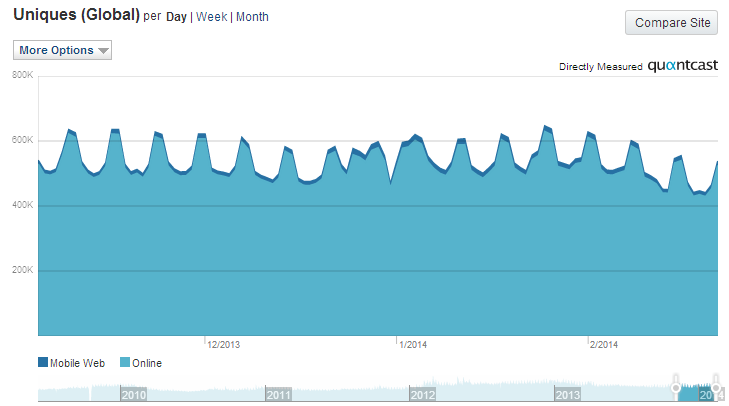 Uniques (Global) per Day | Week | Month
Compare Site
More Options
Directly Measured quantcast
800K
600K
400K
200K
12/2013 1/2014 2/2014
Mobile Web Online
2010 2011 2012 2013 2014